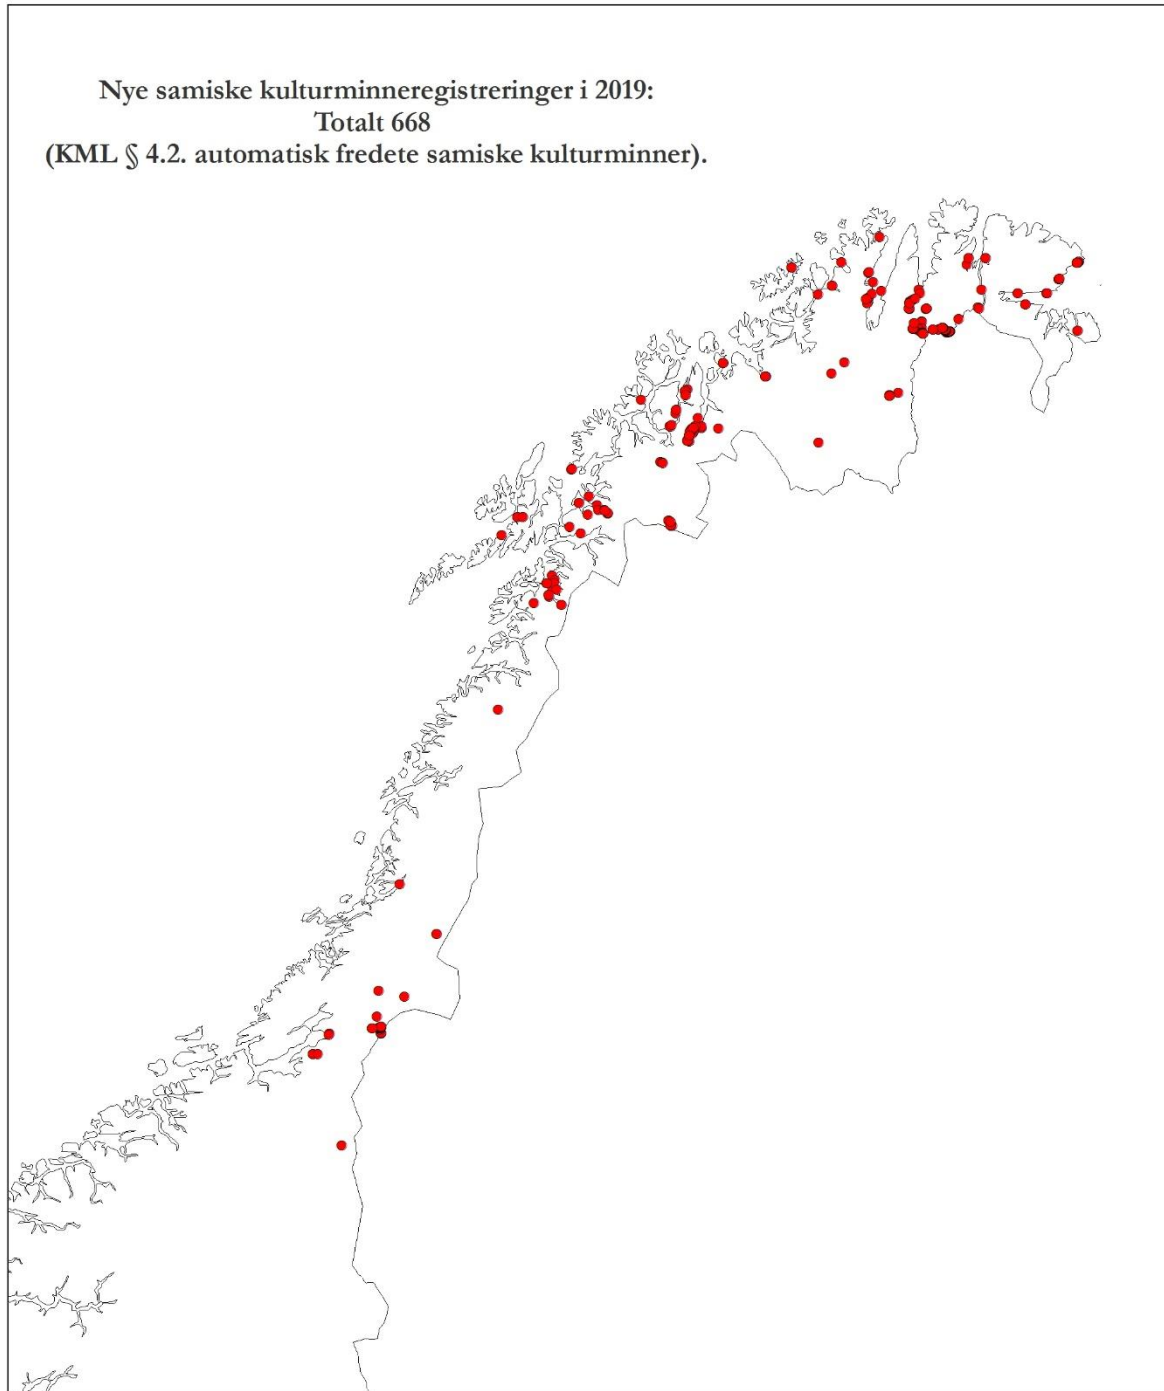 Nye samiske kulturminneregistreringer i 2019:
Totalt 668
(KML § 4.2. automatisk fredete samiske kulturminner).